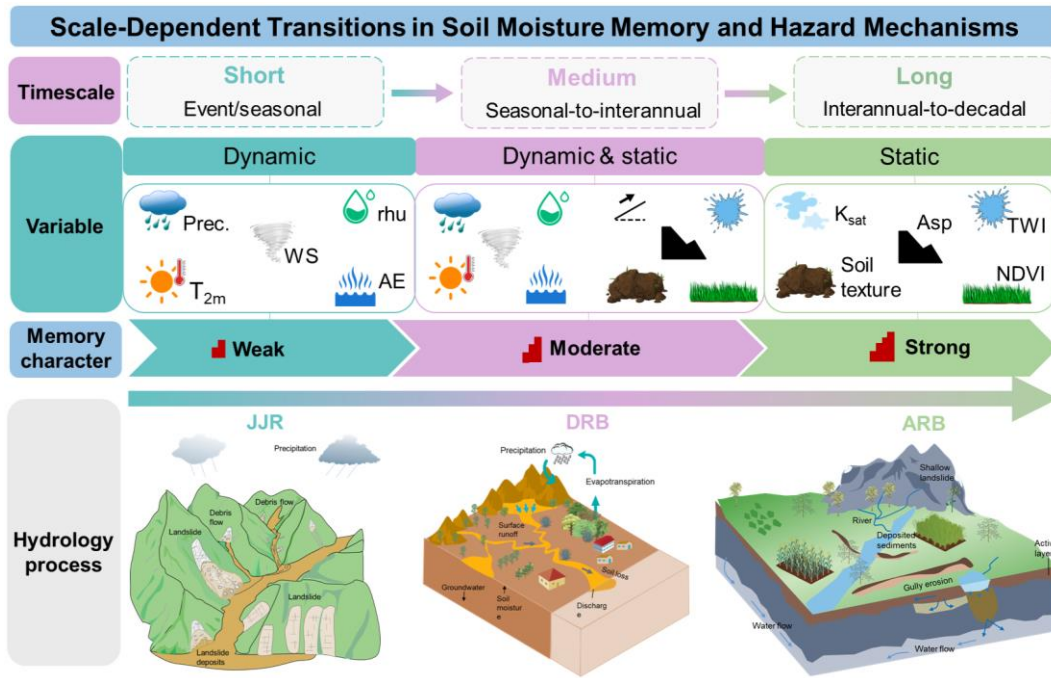 Scale-Dependent Transitions in Soil Moisture Memory and Hazard Mechanisms
Timescale
Short
Event/seasonal
Medium
Seasonal-to-interannual
Long
Interannual-to-decadal
Variable
Dynamic
Dynamic & static
Static
Prec.
rhu
WS
T2m
AE
Ksat
Asp
TWI
Soil
texture
NDVI
Memory
character
Weak
Moderate
Strong
Hydrology
process
JJR
Precipitation
Debris flow
Debris
flow
Landslide
Landslide
Landslide
deposits
DRB
Precipitation
Evapotranspiration
Surface
runoff
Soil loss
Groundwater
Soil
moistur
e
Discharg
e
ARB
Shallow
landslide
River
Deposited
sediments
Active
layer
Gully erosion
Water flow
Water flow